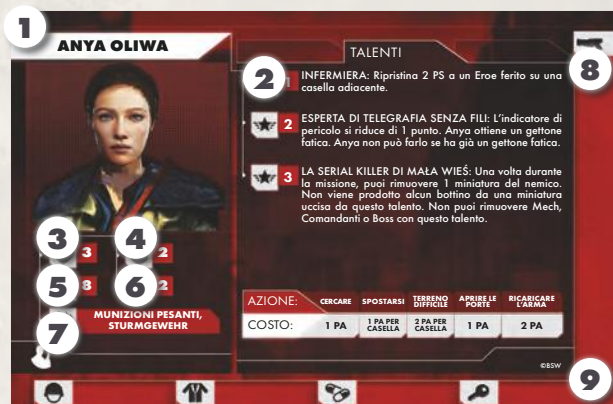 1
ANYA OLIWA
TALENTI
8
2
1 INFERMIERA: Ripristina 2 PS a un Eroe ferito su una
casella adiacente.
2 ESPERTA DI TELEGRAFIA SENZA FILI: L'indicatore di
pericolo si riduce di 1 punto. Anya ottiene un gettone
fatica. Anya non può farlo se ha già un gettone fatica.
3 LA SERIAL KILLER DI MAŁA WIEŚ: Una volta durante
la missione, puoi rimuovere 1 miniatura del nemico.
Non viene prodotto alcun bottino da una miniatura
uccisa da questo talento. Non puoi rimuovere Mech,
Comandanti o Boss con questo talento.
3 3 4 2
5 8 6 2
7 MUNIZIONI PESANTI,
STURMGEWEHR
AZIONE: CERCARE SPOSTARSI TERRENO DIFFICILE APRIRE LE PORTE RICARICARE L'ARMA
COSTO: 1 PA 1 PA PER CASELLA 2 PA PER CASELLA 1 PA 2 PA
©BSW
9